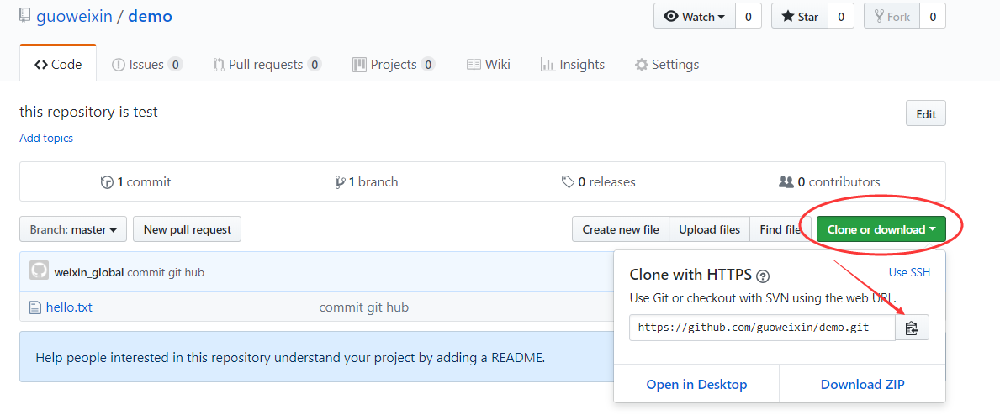 guoweixin / demo
Watch 0 Star 0 Fork 0
Code Issues 0 Pull requests 0 Projects 0 Wiki Insights Settings
this repository is test
Edit
Add topics
1 commit 1 branch 0 releases 0 contributors
Branch: master New pull request Create new file Upload files Find file Clone or download
weixin_global commit git hub
hello.txt commit git hub
Help people interested in this repository understand your project by adding a README.
Clone with HTTPS ? Use SSH
Use Git or checkout with SVN using the web URL.
https://github.com/guoweixin/demo.git
Open in Desktop Download ZIP